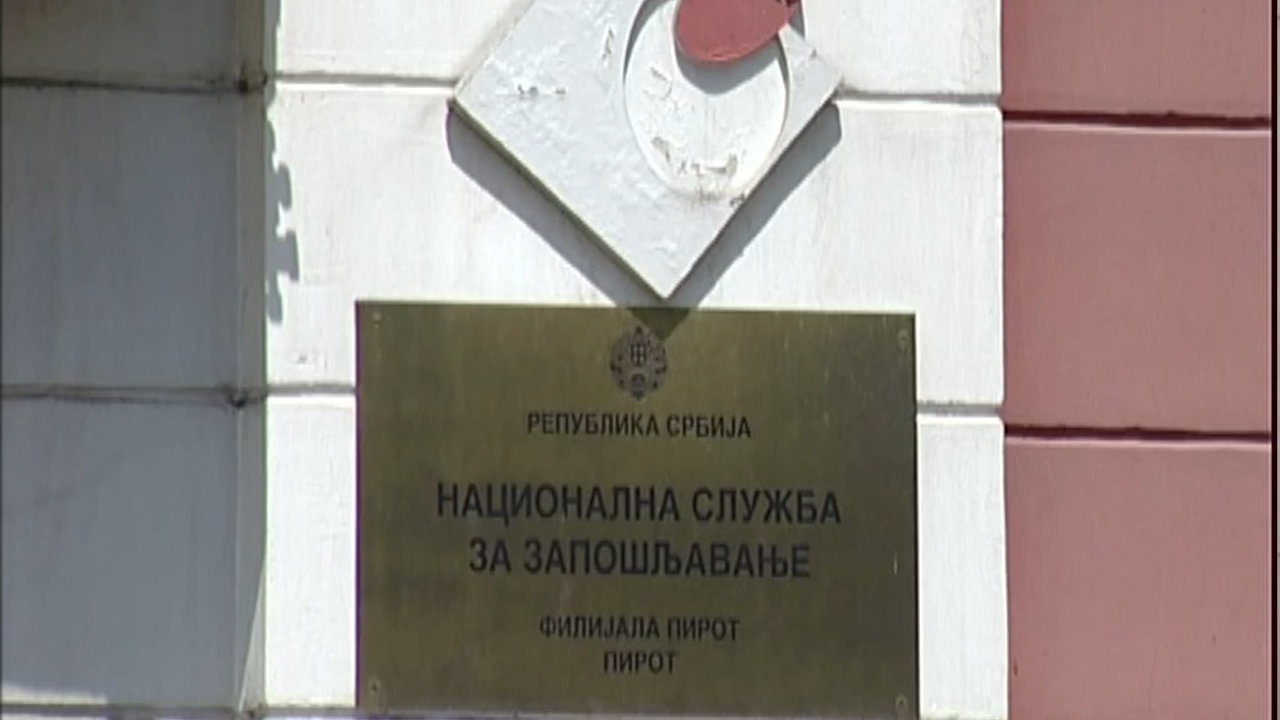 РЕПУБЛИКА СРБИЈА
НАЦИОНАЛНА СЛУЖБА
ЗА ЗАПОШЉАВАЊЕ
ФИЛИЈАЛА ПИРОТ
ПИРОТ